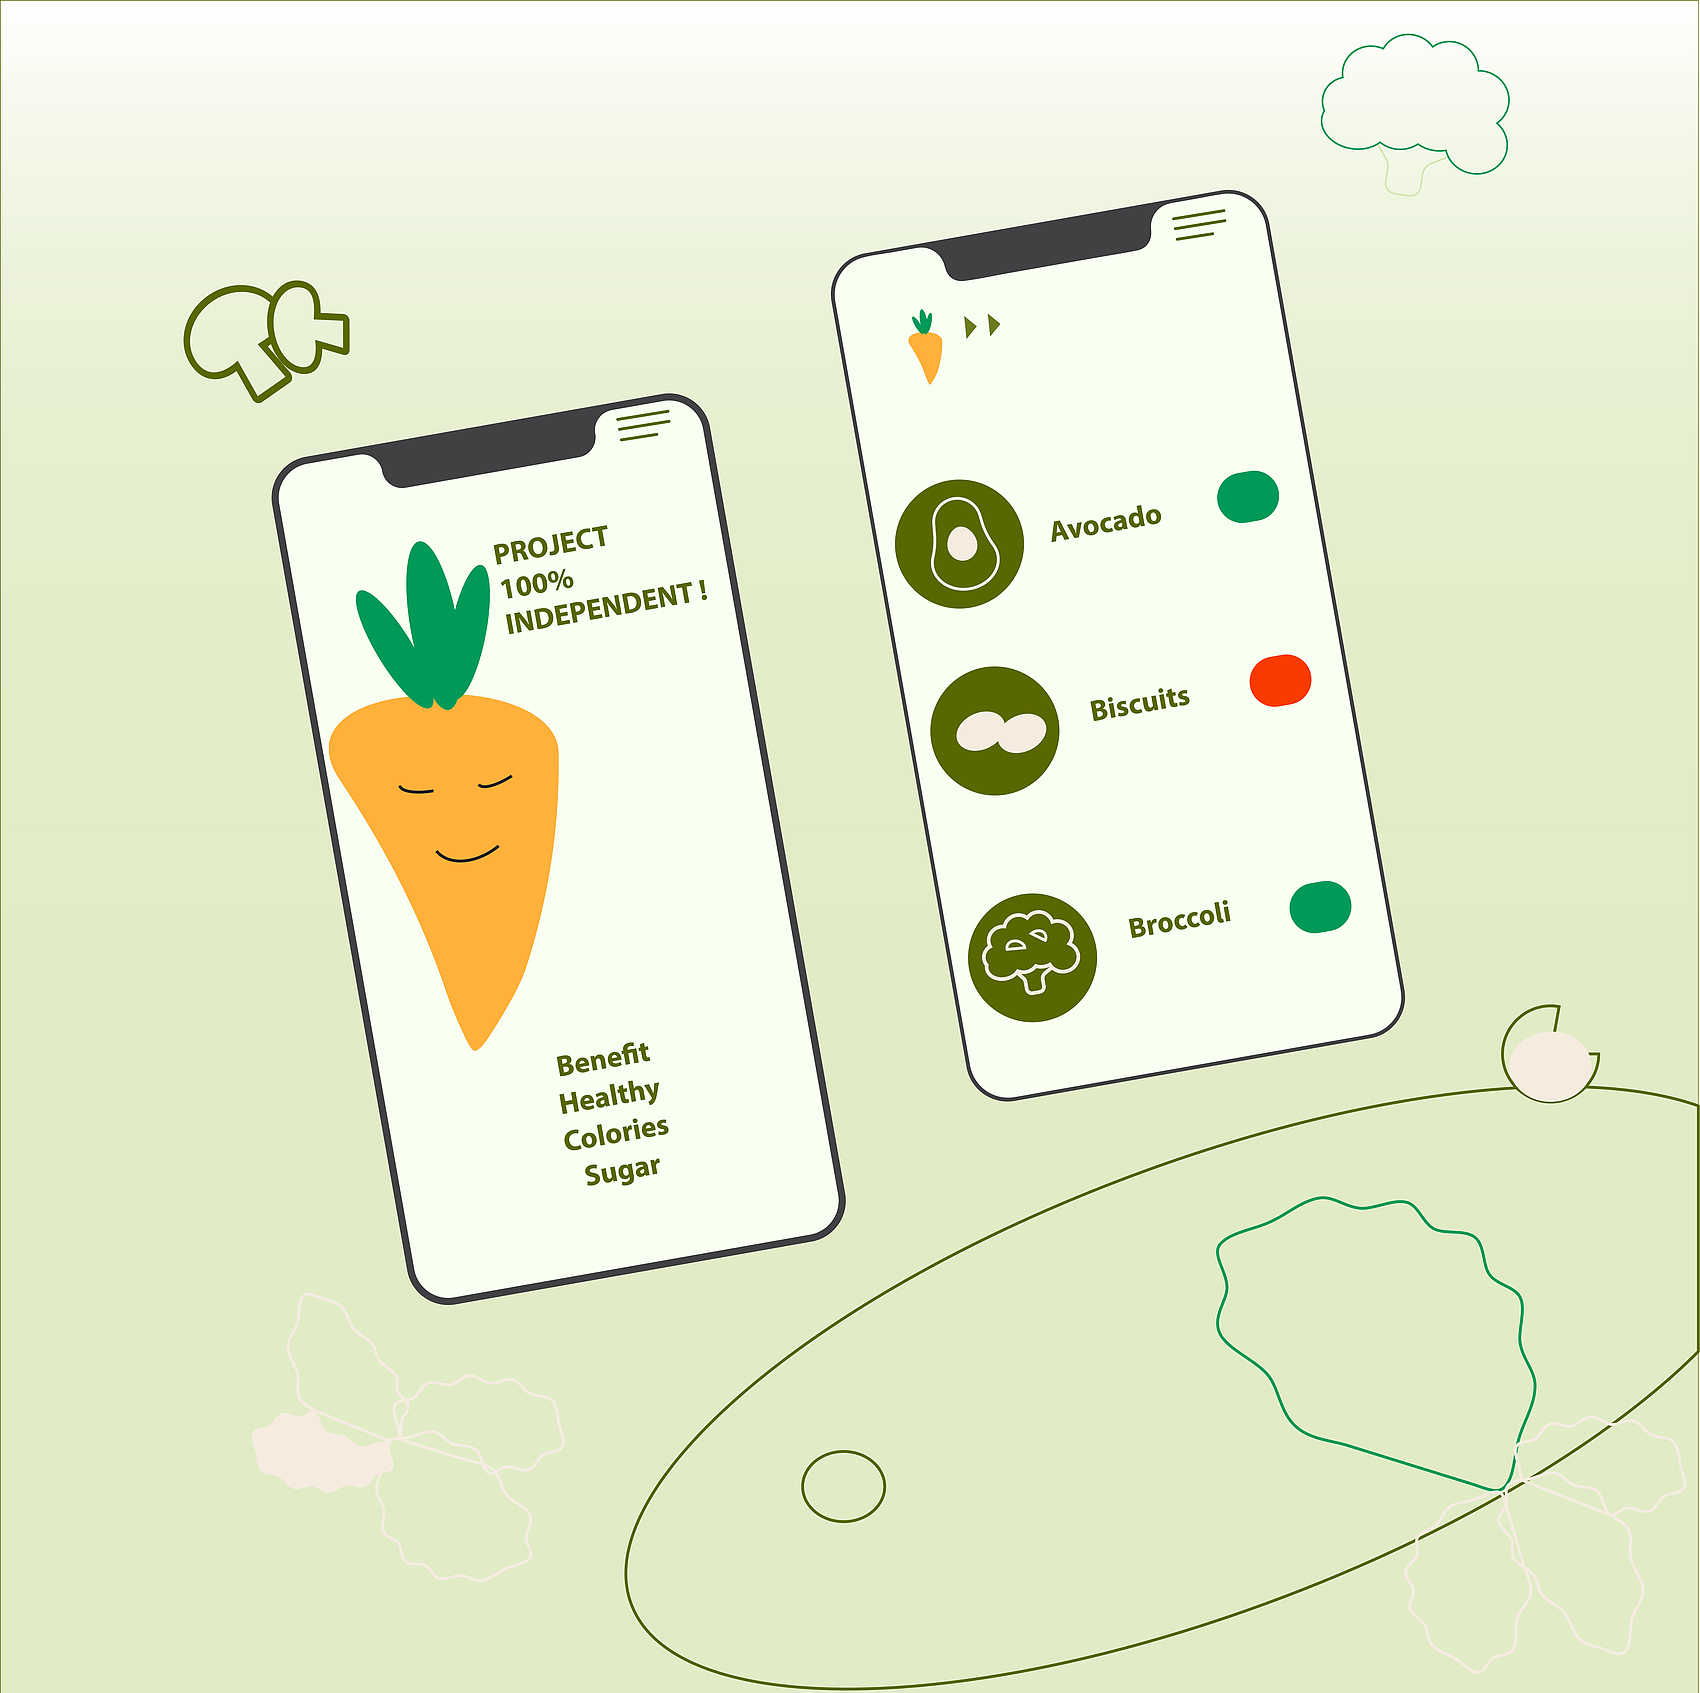 PROJECT
100%
INDEPENDENT !
Benefit
Healthy
Colories
Sugar
Avocado
Biscuits
Broccoli